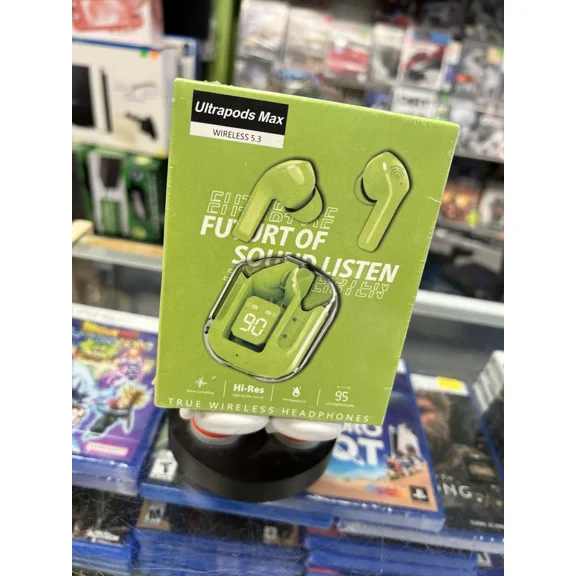 Ultrapods Max
WIRELESS 5.3
FUTURT OF
SOUND LISTEN
90
Hi-Res
95
TRUE WIRELESS HEADPHONES